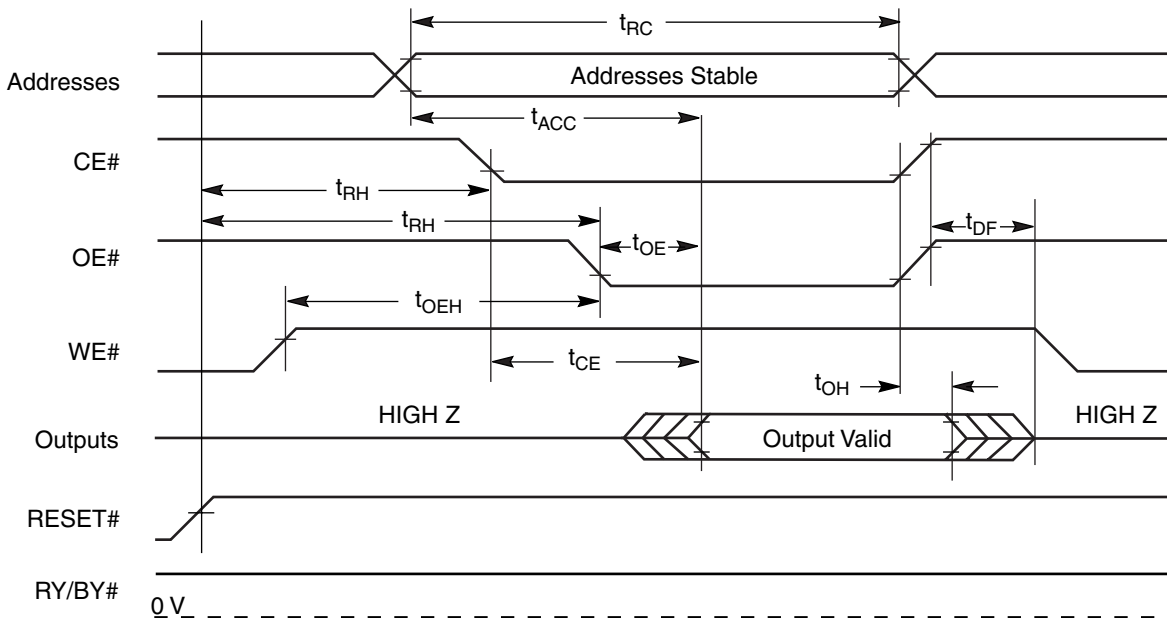 tRC
Addresses
Addresses Stable
tACC
CE#
tRH
tRH
tDF
OE#
tOE
tOEH
WE#
tCE
tOH
HIGH Z
HIGH Z
Outputs
Output Valid
RESET#
RY/BY#
0 V